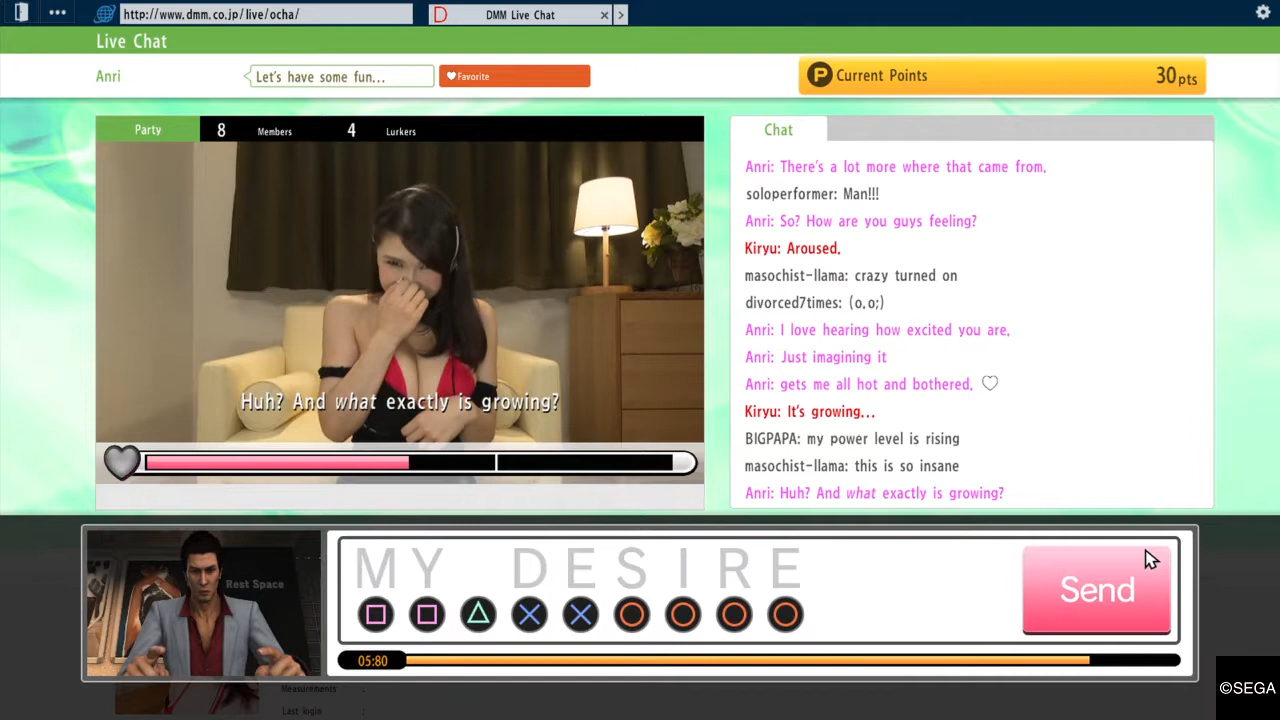 http://www.dmm.co.jp/live/ocha/
DMM Live Chat
Live Chat
Anri
Let's have some fun...
Favorite
P Current Points 30 pts
Party 8 Members 4 Lurkers
Chat
Anri: There's a lot more where that came from.
soloperformer: Man!!!
Anri: So? How are you guys feeling?
Kiryu: Aroused.
masochist-llama: crazy turned on
divorced7times: (o.o;)
Anri: I love hearing how excited you are.
Anri: Just imagining it
Anri: gets me all hot and bothered. ♡
Kiryu: It's growing...
BIGPAPA: my power level is rising
masochist-llama: this is so insane
Anri: Huh? And what exactly is growing?
Huh? And what exactly is growing?
Rest Space
MY DESIRE
Send
05:80
Measurements :
Last login :
©SEGA